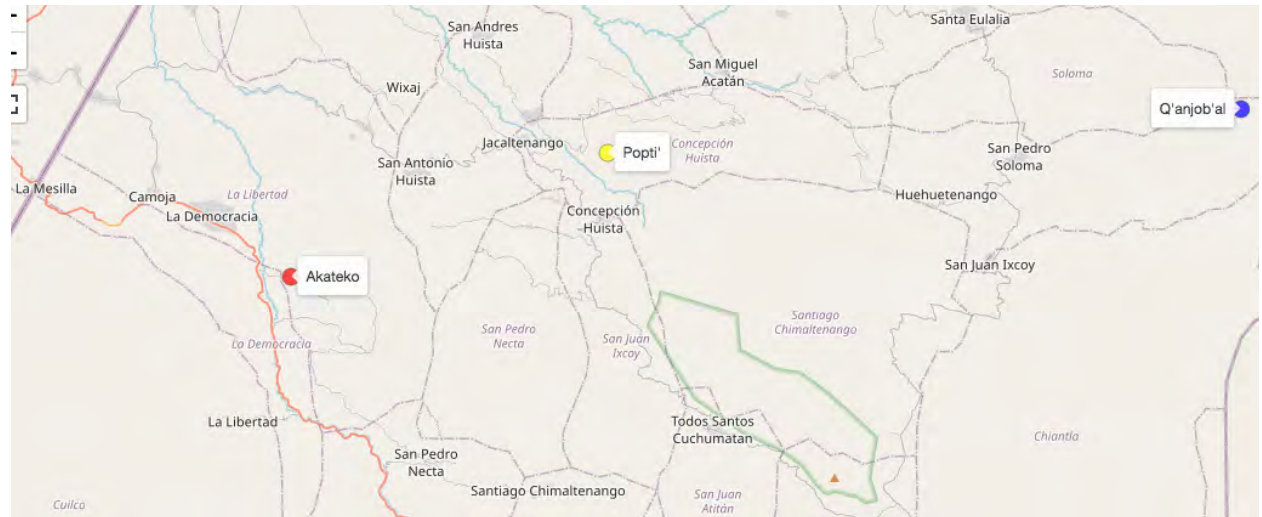 San Andres
Huista
Santa Eulalia
San Miguel
Acatán
Soloma
Wixaj
Q'anjob'al
Jacaltenango
Popti'
Concepción
Huista
San Pedro
Soloma
San Antonio
Huista
La Mesilla
Camoja
La Libertad
La Democracia
Huehuetenango
Concepción
Huista
San Juan Ixcoy
Akateko
Santiago
Chimaltenango
San Pedro
Necta
San Juan
Ixcoy
La Democracia
La Libertad
Todos Santos
Cuchumatan
Chiantla
San Pedro
Necta
Santiago Chimaltenango
San Juan
Atitán
Cuilco